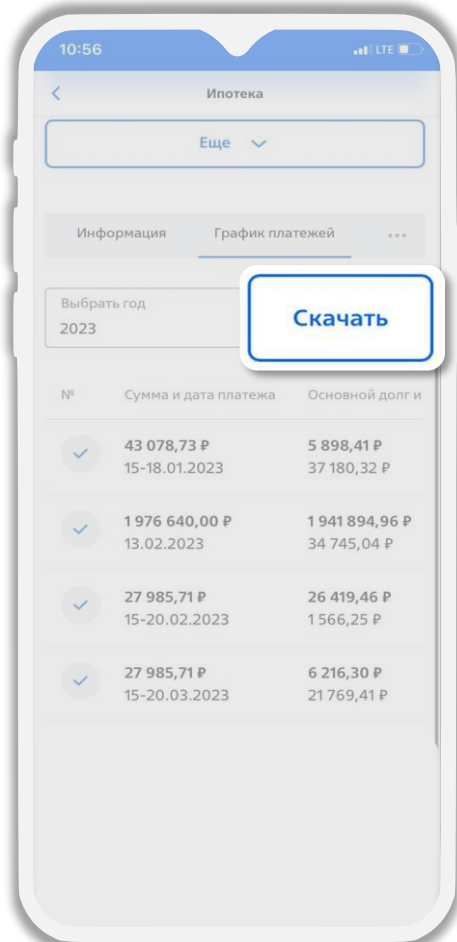 10:56 LTE
Ипотека
Еще
Информация График платежей ...
Выбрать год
2023
Скачать
№ Сумма и дата платежа Основной долг и
43 078,73 ₽ 5 898,41 ₽
15-18.01.2023 37 180,32 ₽
1 976 640,00 ₽ 1 941 894,96 ₽
13.02.2023 34 745,04 ₽
27 985,71 ₽ 26 419,46 ₽
15-20.02.2023 1 566,25 ₽
27 985,71 ₽ 6 216,30 ₽
15-20.03.2023 21 769,41 ₽